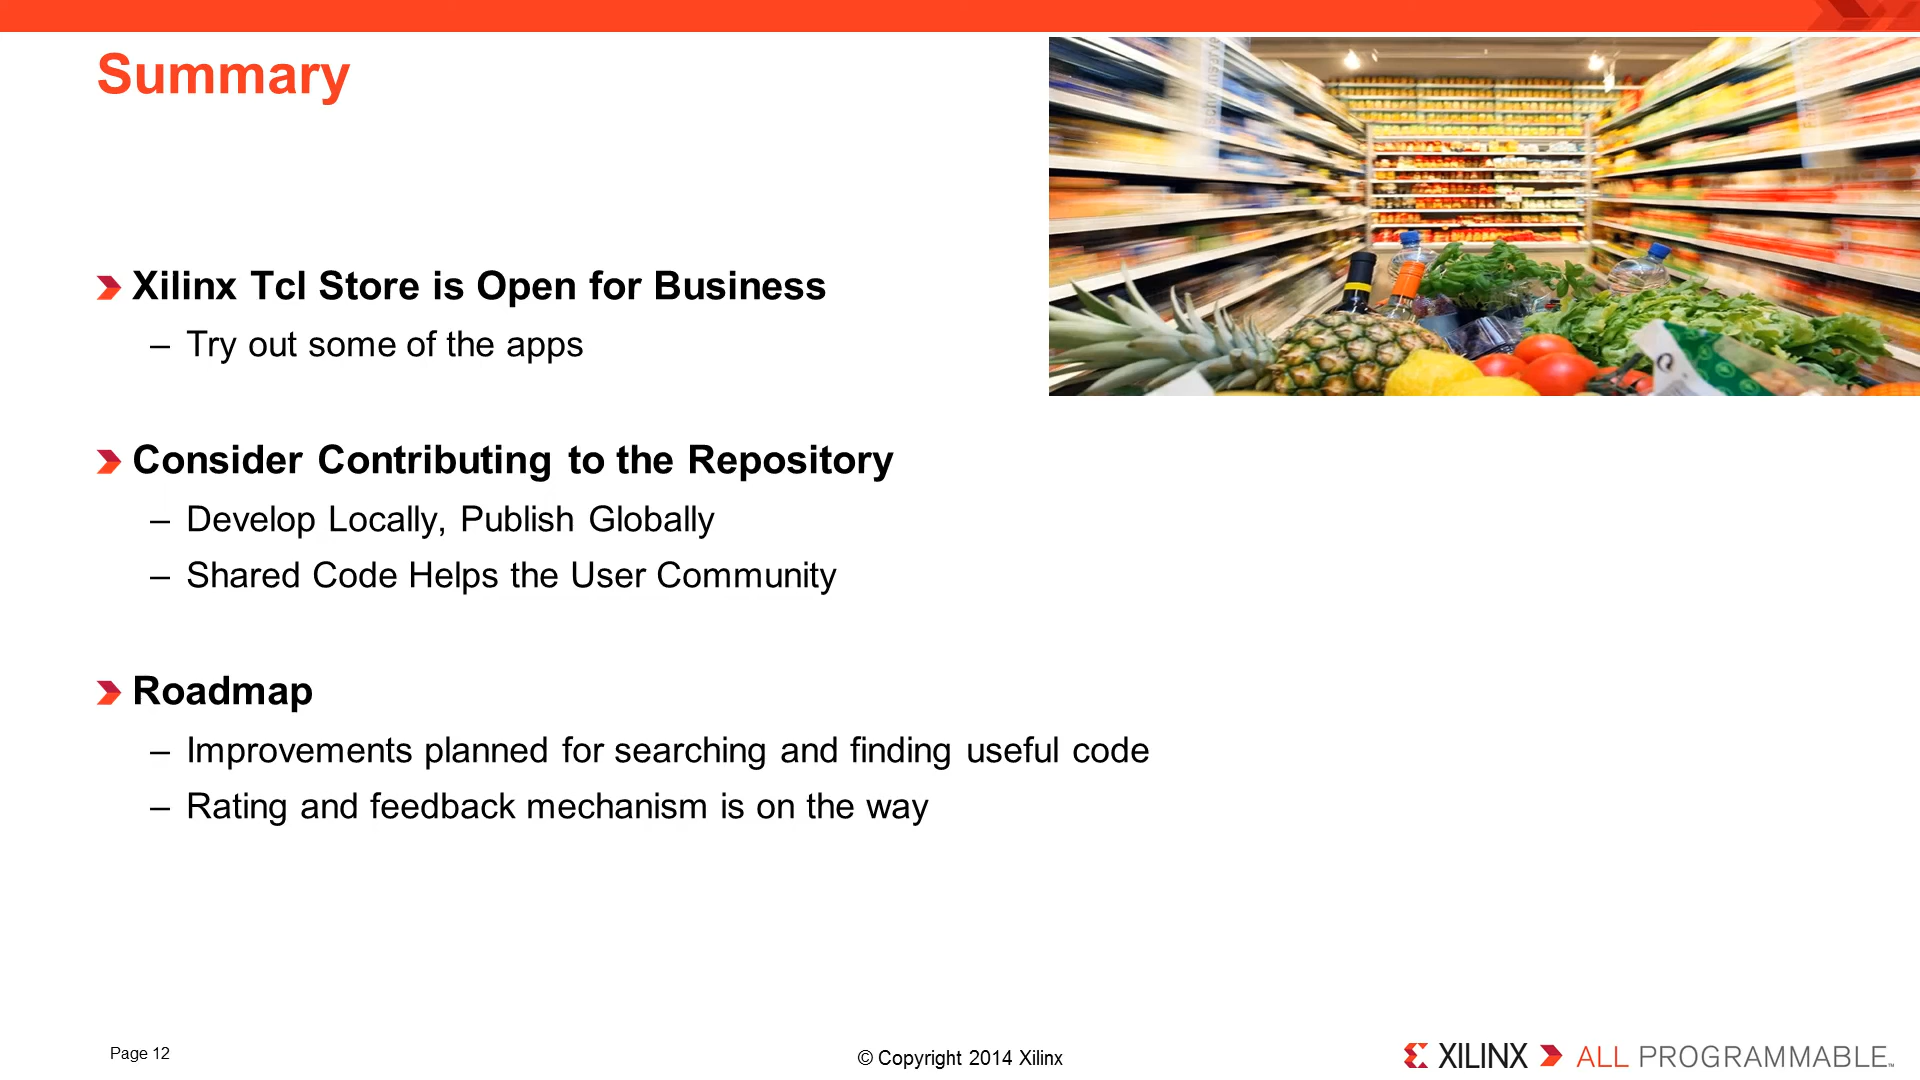 Summary
Xilinx Tcl Store is Open for Business
– Try out some of the apps
Consider Contributing to the Repository
– Develop Locally, Publish Globally
– Shared Code Helps the User Community
Roadmap
– Improvements planned for searching and finding useful code
– Rating and feedback mechanism is on the way
Page 12
© Copyright 2014 Xilinx
XILINX ALL PROGRAMMABLE™